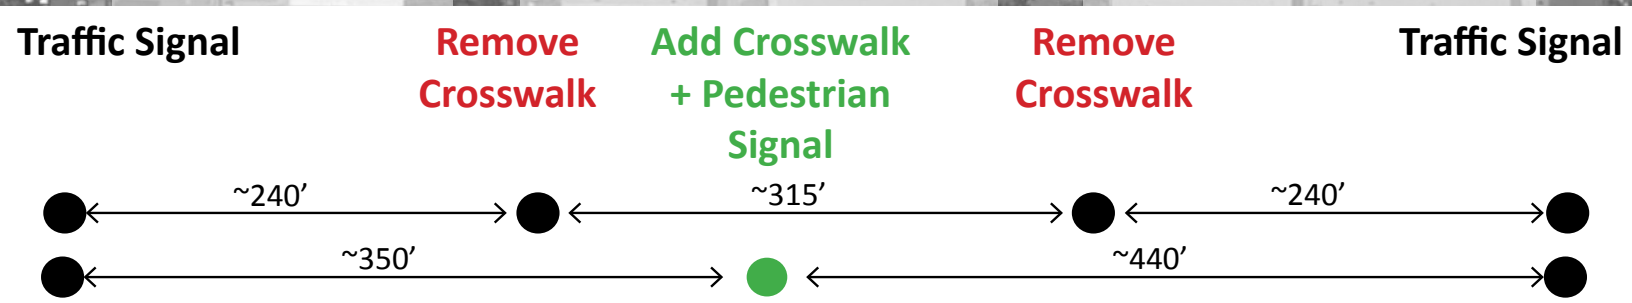 Traffic Signal
Remove
Crosswalk
Add Crosswalk
+ Pedestrian
Signal
Remove
Crosswalk
Traffic Signal
~240’
~315’
~240’
~350’
~440’